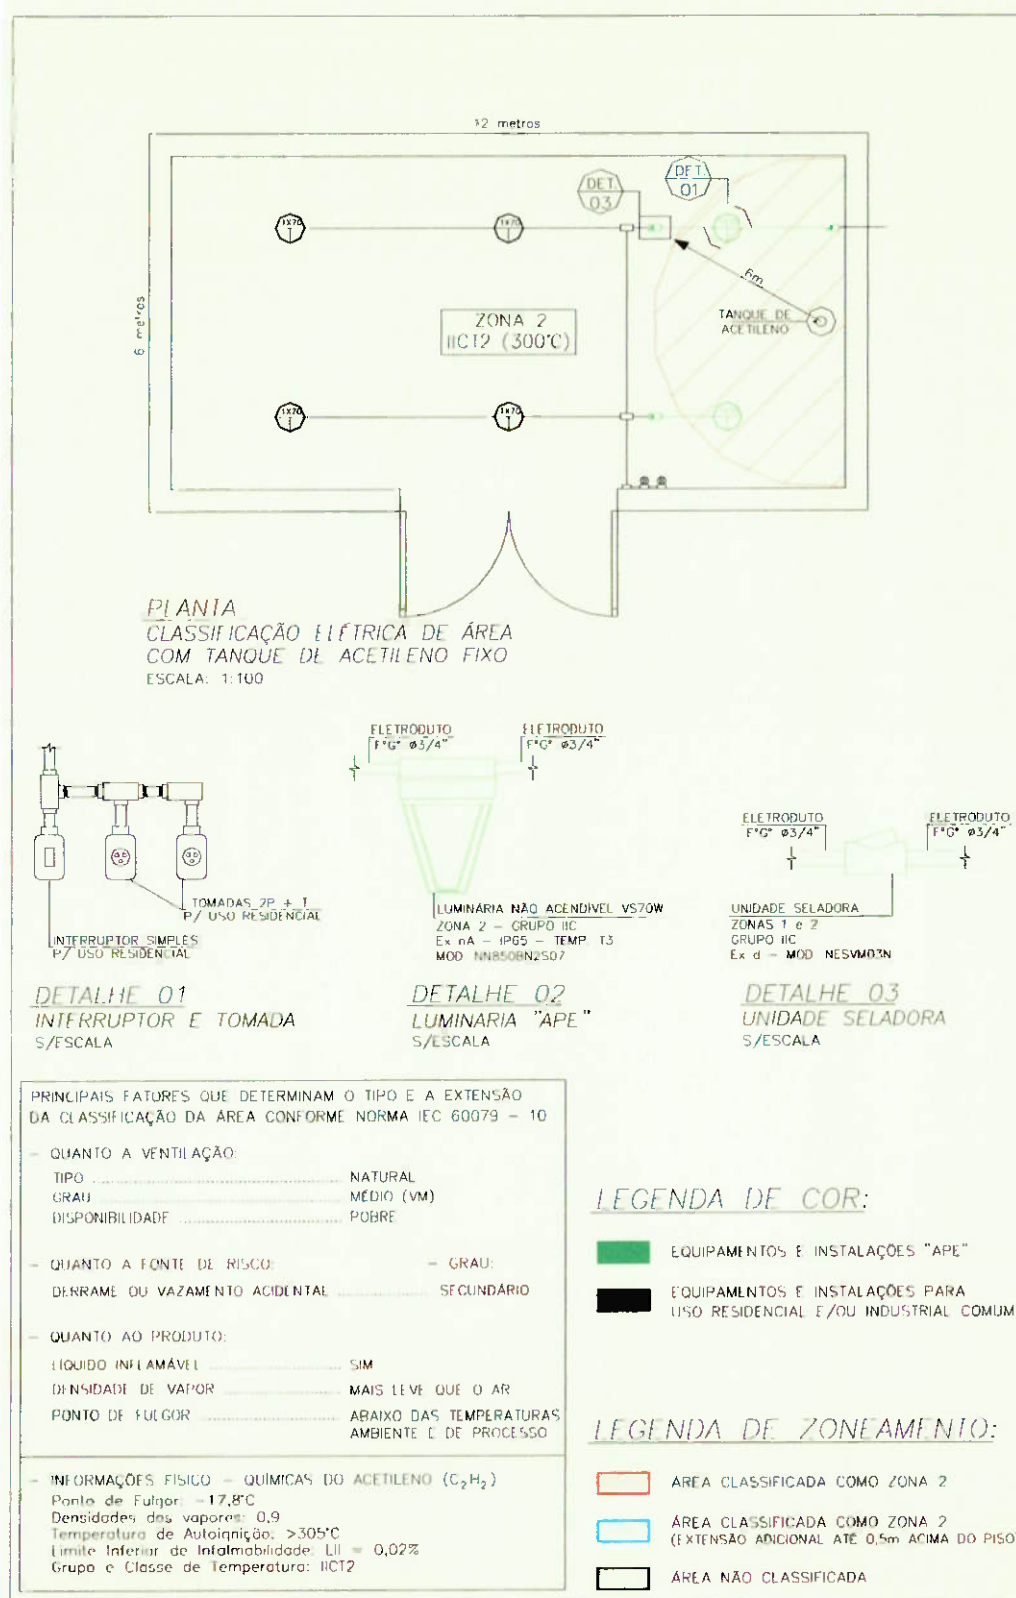 12 metros
DET.
03
DET.
01
1X70
1X70
6m
6 metros
ZONA 2
IICT2 (300°C)
TANQUE DE
ACETILENO
1X70
1X70
PLANTA
CLASSIFICAÇÃO ELÉTRICA DE ÁREA
COM TANQUE DE ACETILENO FIXO
ESCALA: 1:100
ELETRODUTO
F°G° ø3/4"
ELETRODUTO
F°G° ø3/4"
ELETRODUTO
F°G° ø3/4"
ELETRODUTO
F°G° ø3/4"
TOMADAS 2P + T
P/ USO RESIDENCIAL
INTERRUPTOR SIMPLES
P/ USO RESIDENCIAL
LUMINÁRIA NÃO ACENDÍVEL VS70W
ZONA 2 - GRUPO IIC
Ex nA - IP65 - TEMP. T3
MOD NN850BN2S07
UNIDADE SELADORA
ZONAS 1 e 2
GRUPO IIC
Ex d - MOD NESVM03N
DETALHE 01
INTERRUPTOR E TOMADA
S/ESCALA
DETALHE 02
LUMINARIA "APE"
S/ESCALA
DETALHE 03
UNIDADE SELADORA
S/ESCALA
PRINCIPAIS FATORES QUE DETERMINAM O TIPO E A EXTENSÃO
DA CLASSIFICAÇÃO DA ÁREA CONFORME NORMA IEC 60079 - 10
- QUANTO A VENTILAÇÃO:
TIPO ........ NATURAL
GRAU ........ MÉDIO (VM)
DISPONIBILIDADE ........ POBRE
- QUANTO A FONTE DE RISCO: - GRAU:
DERRAME OU VAZAMENTO ACIDENTAL ........ SECUNDÁRIO
- QUANTO AO PRODUTO:
LÍQUIDO INFLAMÁVEL ........ SIM
DENSIDADE DE VAPOR ........ MAIS LEVE QUE O AR
PONTO DE FULGOR ........ ABAIXO DAS TEMPERATURAS
AMBIENTE E DE PROCESSO
- INFORMAÇÕES FÍSICO - QUÍMICAS DO ACETILENO (C₂H₂)
Ponto de Fulgor: -17,8°C
Densidades dos vapores: 0,9
Temperatura de Autoignição: >305°C
Limite Inferior de Infalmabilidade: LII = 0,02%
Grupo e Classe de Temperatura: IICT2
LEGENDA DE COR:
EQUIPAMENTOS E INSTALAÇÕES "APE"
EQUIPAMENTOS E INSTALAÇÕES PARA
USO RESIDENCIAL E/OU INDUSTRIAL COMUM
LEGENDA DE ZONEAMENTO:
ÁREA CLASSIFICADA COMO ZONA 2
ÁREA CLASSIFICADA COMO ZONA 2
(EXTENSÃO ADICIONAL ATÉ 0,5m ACIMA DO PISO
ÁREA NÃO CLASSIFICADA